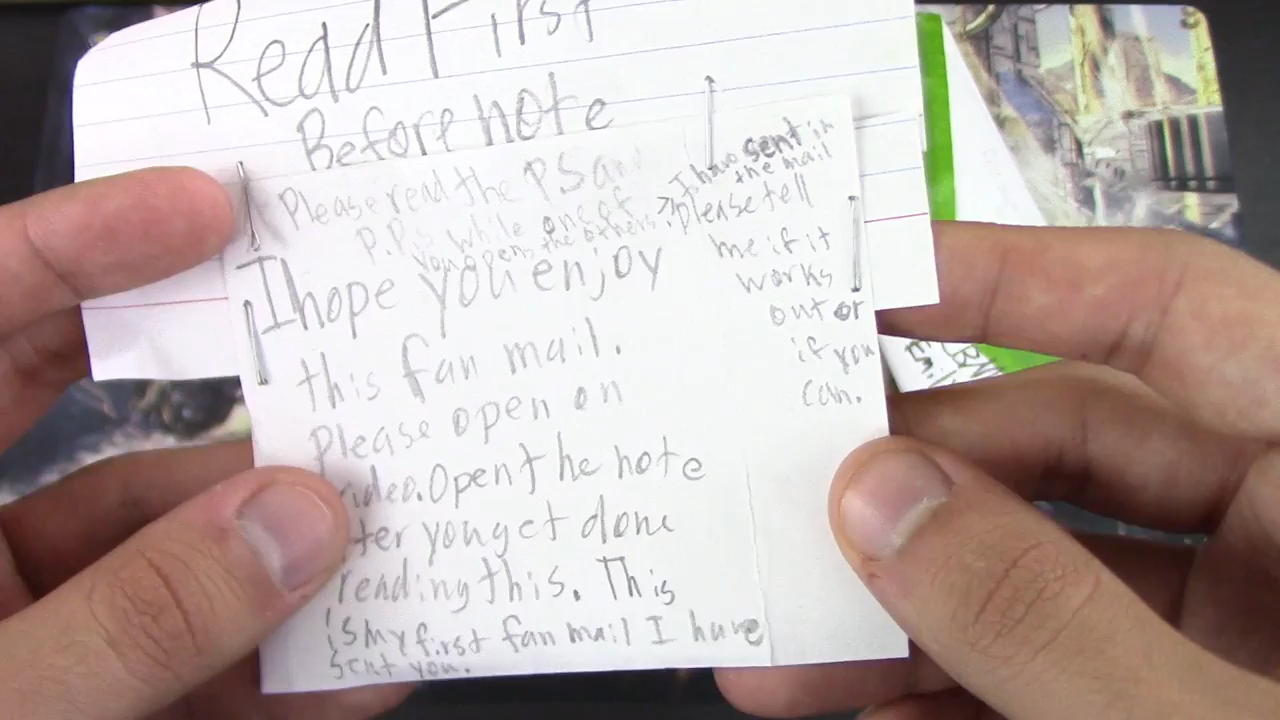 Read First
Before note
Please read the PS and
P.P.S while one of
you opens the others.
I hope you enjoy
this fan mail.
Please open on
video. Open the note
ter you get done
reading this. This
is my first fan mail I have
sent you.
→ I have sent in
the mail
please tell
me if it
works
out or
if you
can.